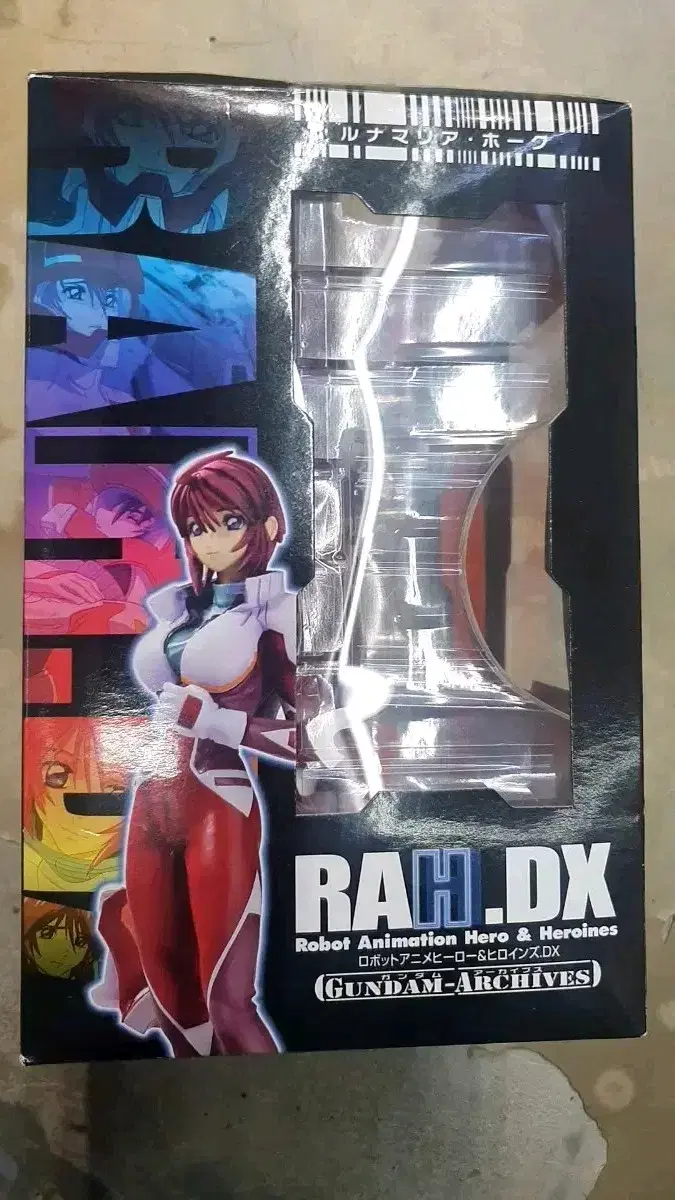 ルナマリア・ホーク
RAH.DX
Robot Animation Hero & Heroines
ロボットアニメヒーロー&ヒロインズ.DX
ガンダム アーカイブス
GUNDAM-ARCHIVES